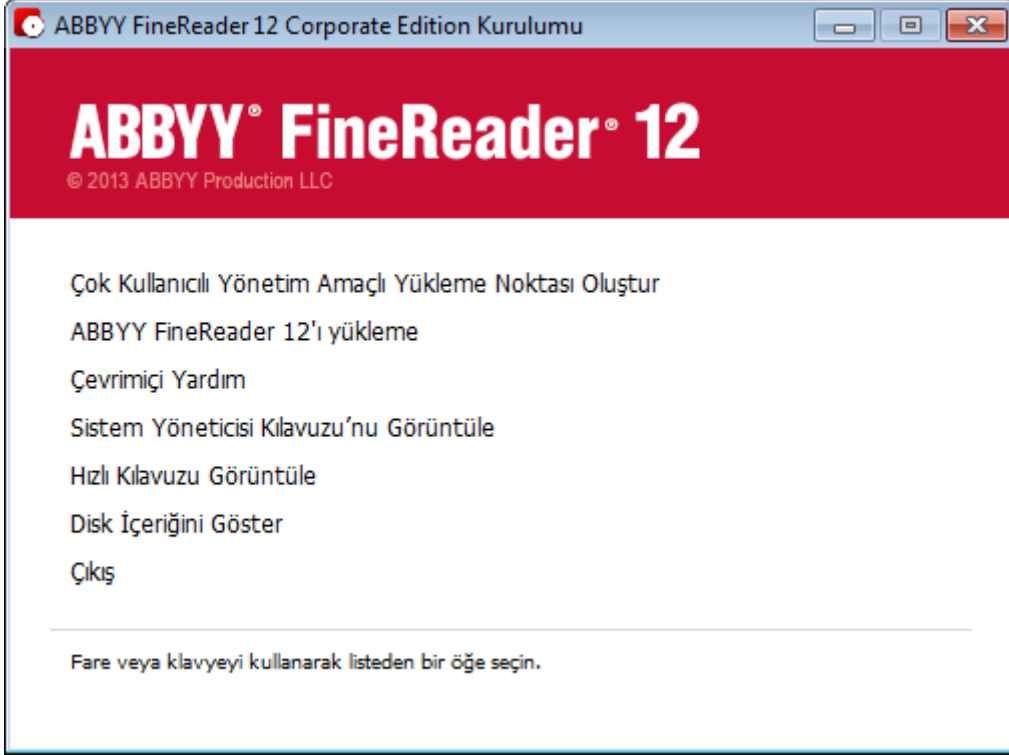 ABBYY FineReader 12 Corporate Edition Kurulumu
ABBYY® FineReader® 12
© 2013 ABBYY Production LLC
Çok Kullanıcılı Yönetim Amaçlı Yükleme Noktası Oluştur
ABBYY FineReader 12'ı yükleme
Çevrimiçi Yardım
Sistem Yöneticisi Kılavuzu’nu Görüntüle
Hızlı Kılavuzu Görüntüle
Disk İçeriğini Göster
Çıkış
Fare veya klavyeyi kullanarak listeden bir öğe seçin.